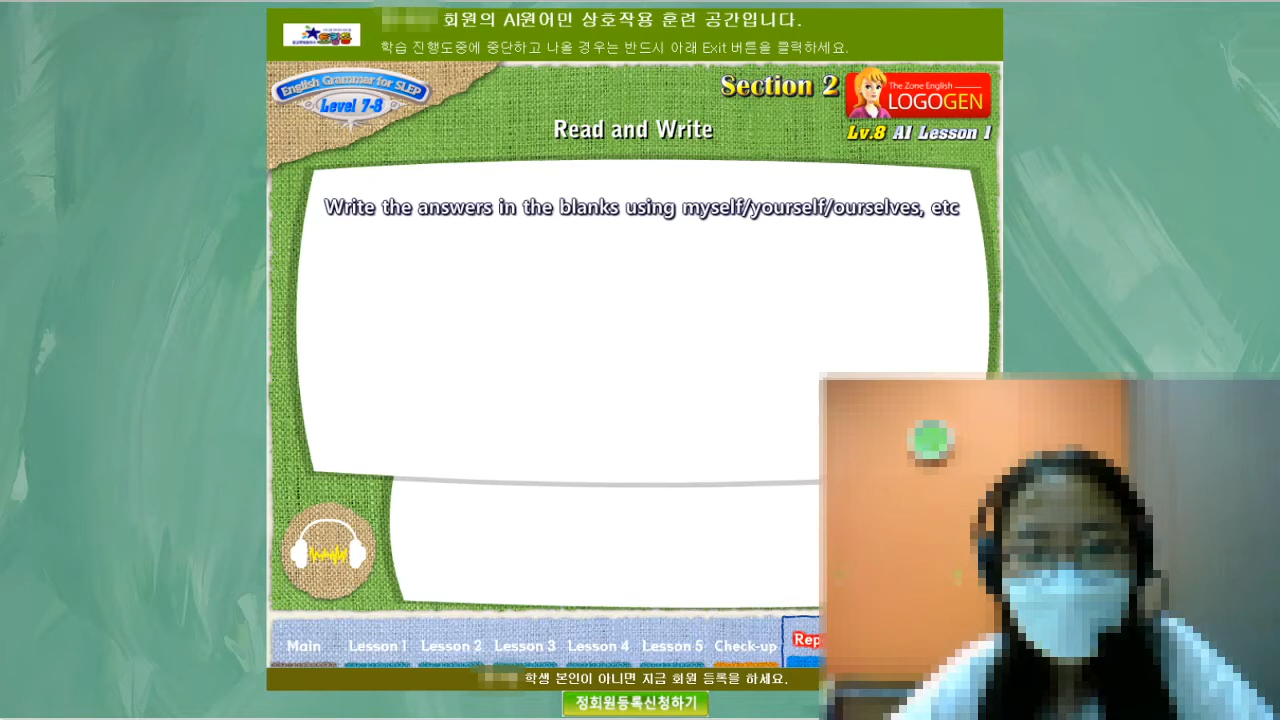 회원의 AI원어민 상호작용 훈련 공간입니다.
학습 진행도중에 중단하고 나올 경우는 반드시 아래 Exit 버튼을 클릭하세요.
English Grammar for SLEP
Level 7-8
Section 2
The Zone English
LOGOGEN
Lv.8 AI Lesson 1
Read and Write
Write the answers in the blanks using myself/yourself/ourselves, etc
Main Lesson 1 Lesson 2 Lesson 3 Lesson 4 Lesson 5 Check-up Rep
학생 본인이 아니면 지금 회원 등록을 하세요.
정회원등록신청하기